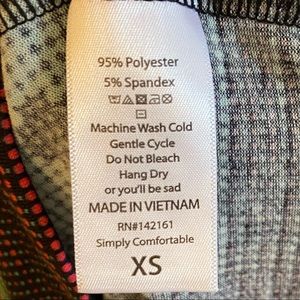 95% Polyester
5% Spandex
Machine Wash Cold
Gentle Cycle
Do Not Bleach
Hang Dry
or you'll be sad
MADE IN VIETNAM
RN#142161
Simply Comfortable
XS